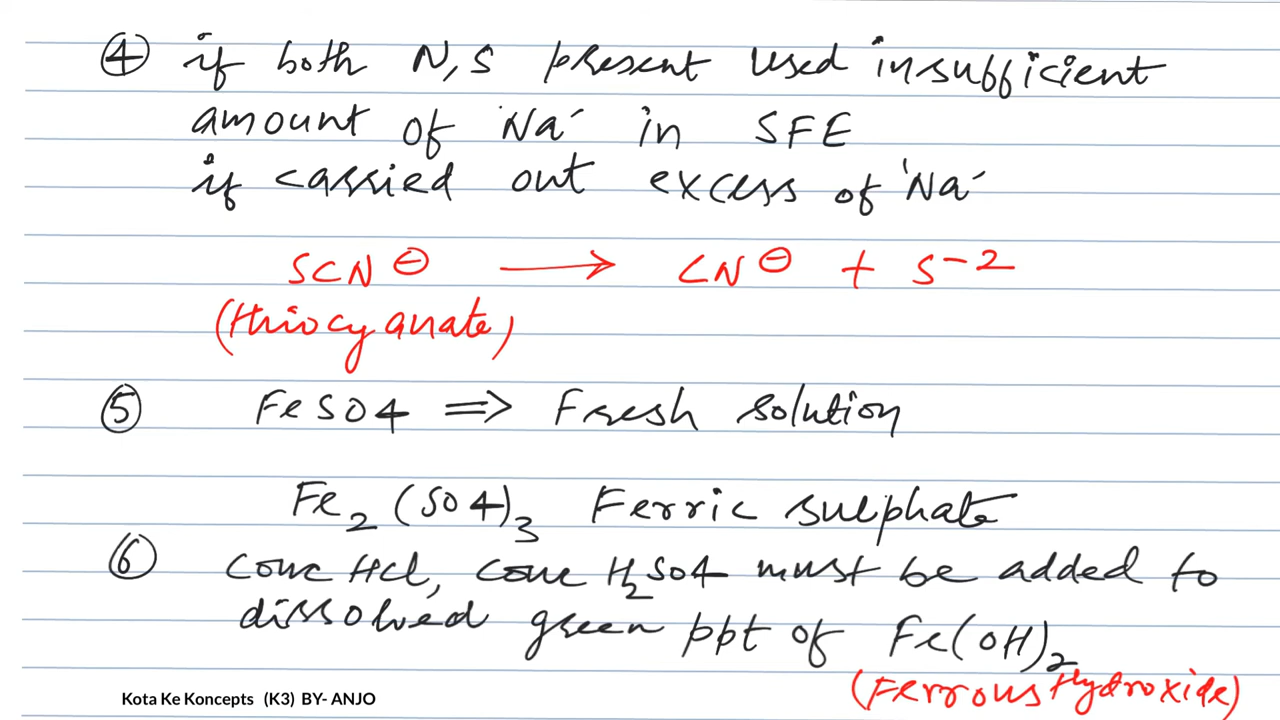 ④ if both N,S present used insufficient
amount of 'Na' in SFE
if carried out excess of 'Na'
SCN⊖ ⟶ CN⊖ + S⁻²
(thiocyanate)
⑤ FeSO4 ⇒ Fresh solution
Fe₂(SO4)₃ Ferric sulphate
⑥ conc HCl, conc H₂SO4 must be added to
dissolved green ppt of Fe(OH)₂
(Ferrous Hydroxide)
Kota Ke Koncepts (K3) BY- ANJO